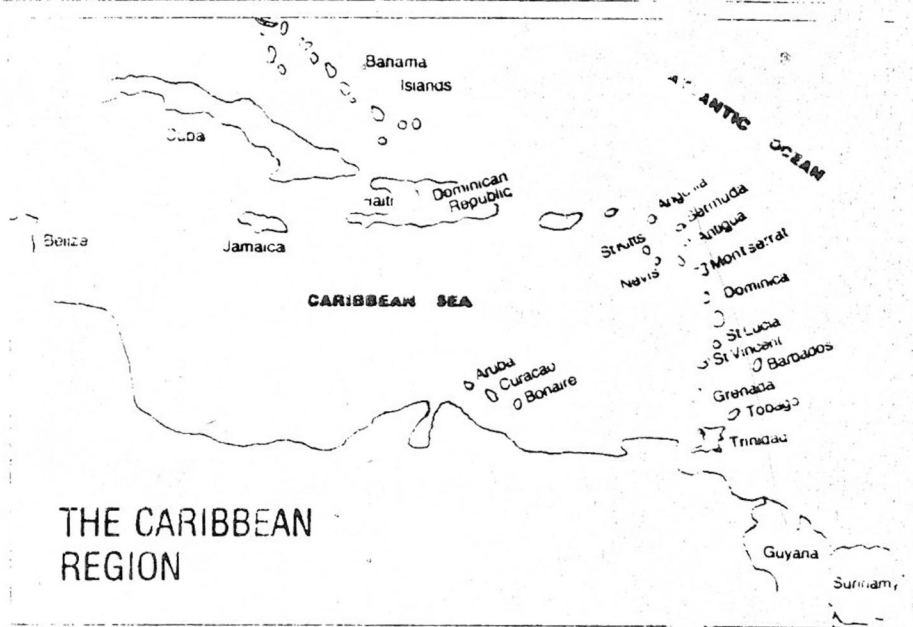 Bahama
Islands
ATLANTIC OCEAN
Cuba
Haiti
Dominican
Republic
Anguilla
Bermuda
Antigua
St Kitts
Nevis
Montserrat
Belize
Jamaica
Dominica
CARIBBEAN SEA
St Lucia
St Vincent
Barbados
Aruba
Curacao
Bonaire
Grenada
Tobago
Trinidad
THE CARIBBEAN
REGION
Guyana
Surinam